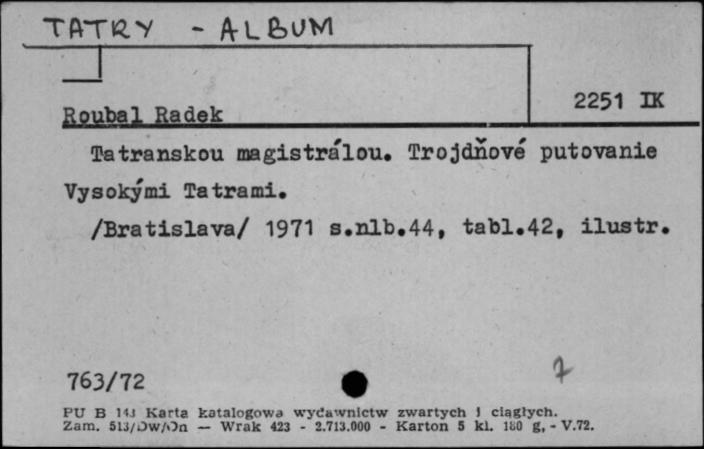 TATRY - ALBUM
2251 IK
Roubal Radek
Tatranskou magistrálou. Trojdňové putovanie
Vysokými Tatrami.
/Bratislava/ 1971 s.nlb.44, tabl.42, ilustr.
763/72
PU B 143 Karta katalogowa wydawnictw zwartych i ciągłych.
Zam. 513/Dw/On — Wrak 423 - 2.713.000 - Karton 5 kl. 180 g, - V.72.